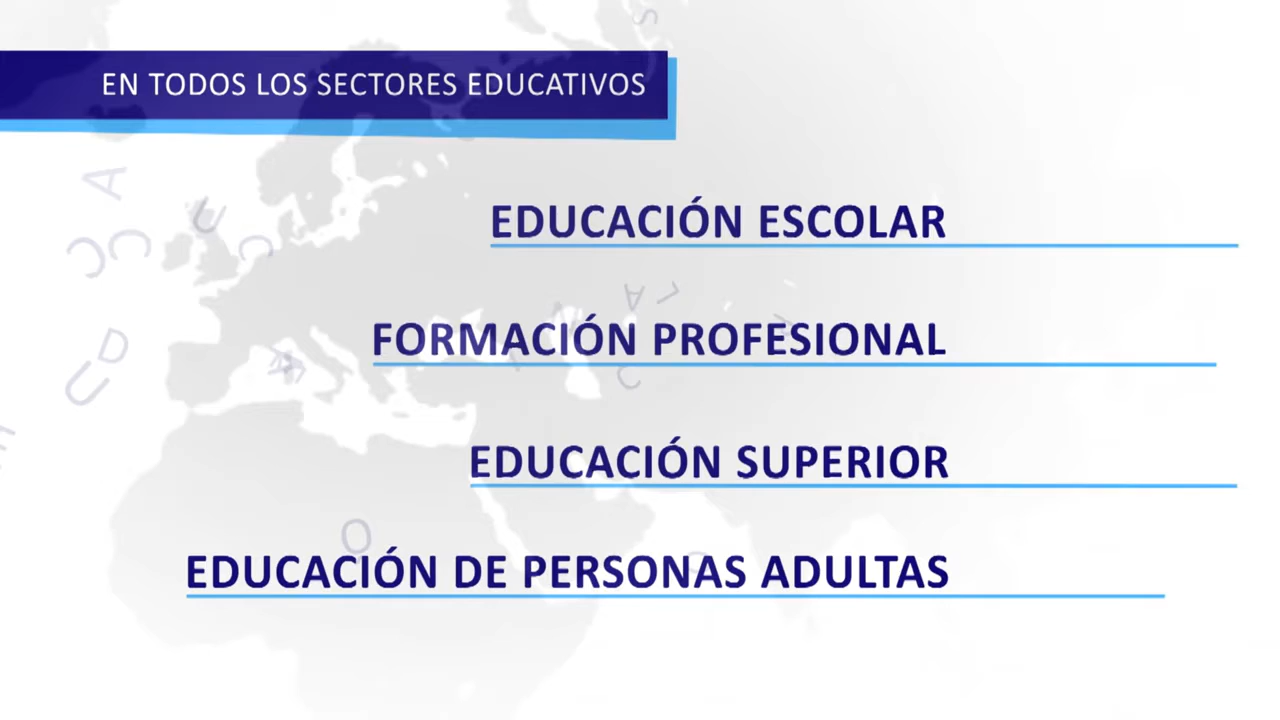 EN TODOS LOS SECTORES EDUCATIVOS
EDUCACIÓN ESCOLAR
FORMACIÓN PROFESIONAL
EDUCACIÓN SUPERIOR
EDUCACIÓN DE PERSONAS ADULTAS